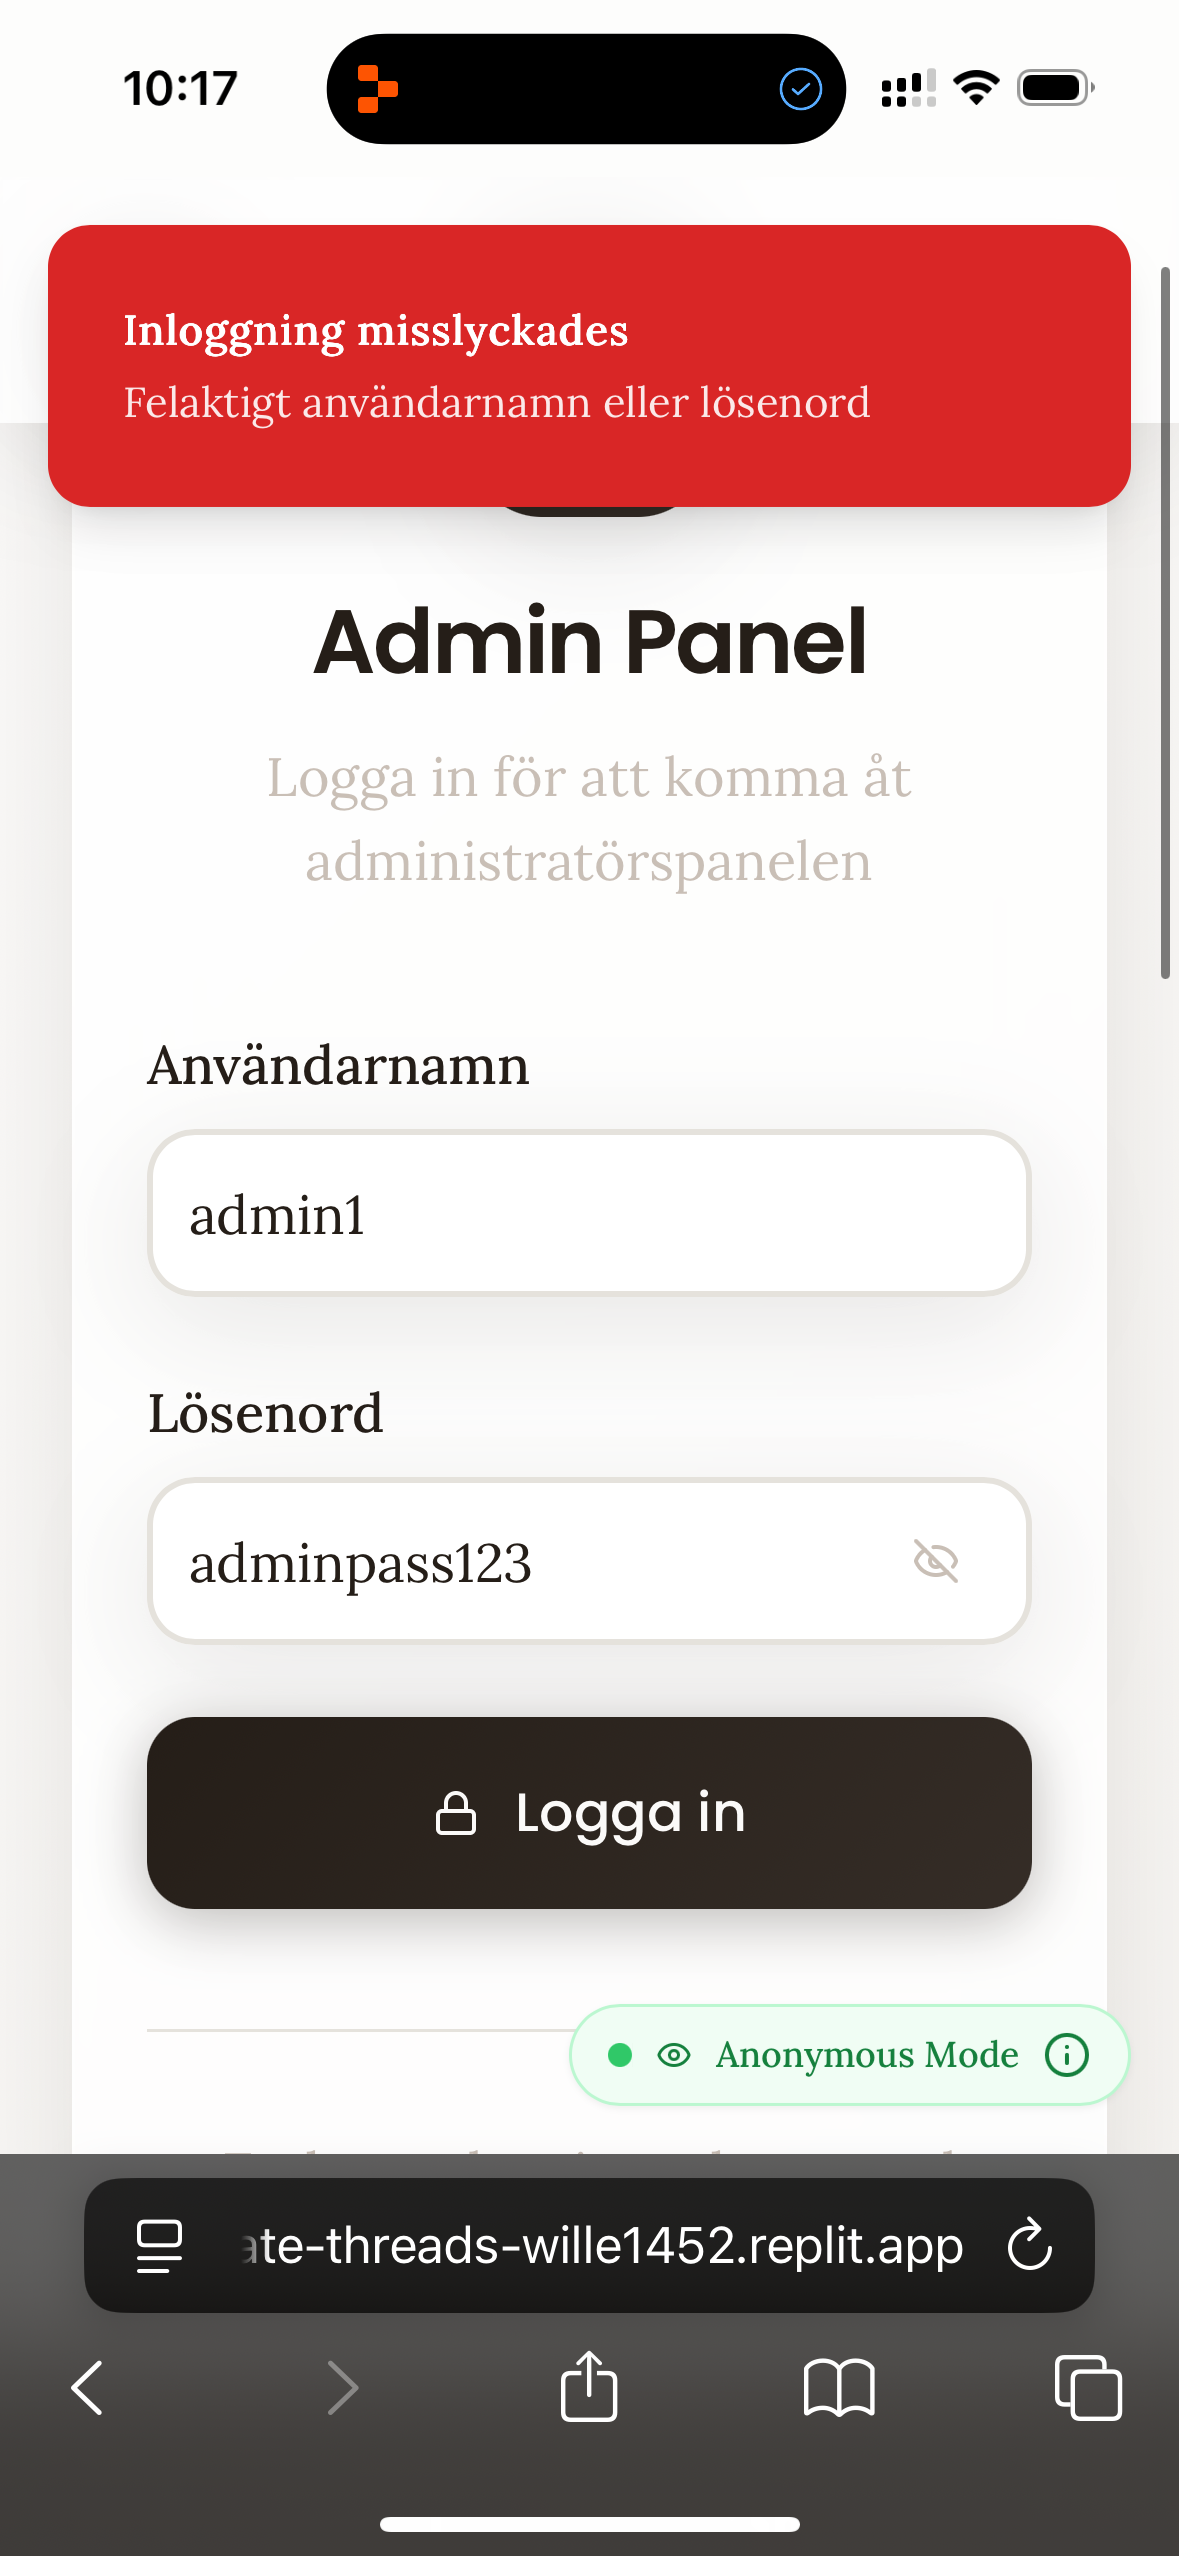 10:17
Inloggning misslyckades
Felaktigt användarnamn eller lösenord
Admin Panel
Logga in för att komma åt
administratörspanelen
Användarnamn
admin1
Lösenord
adminpass123
Logga in
Anonymous Mode
ate-threads-wille1452.replit.app